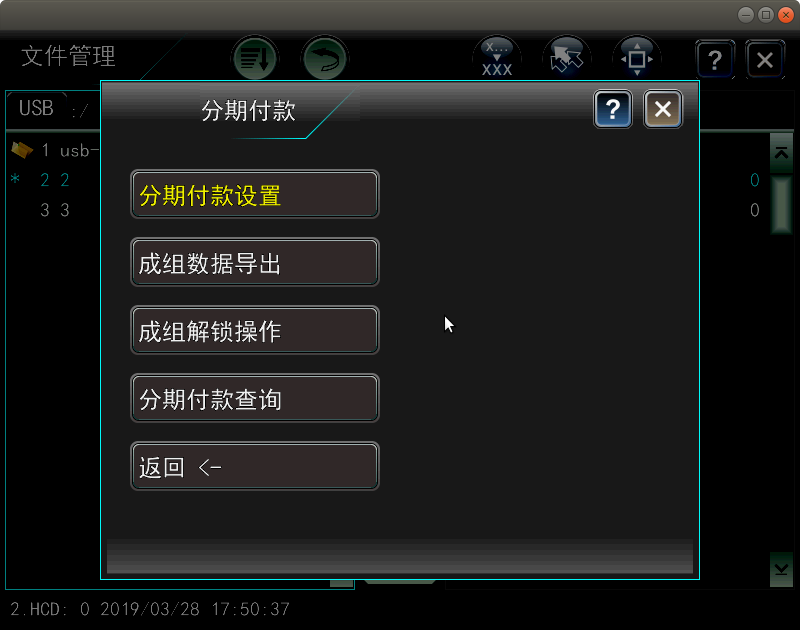 文件管理
X...
XXX
?
USB :/
分期付款
?
1 usb-
* 2 2
0
3 3
0
分期付款设置
成组数据导出
成组解锁操作
分期付款查询
返回 <-
2.HCD: 0 2019/03/28 17:50:37